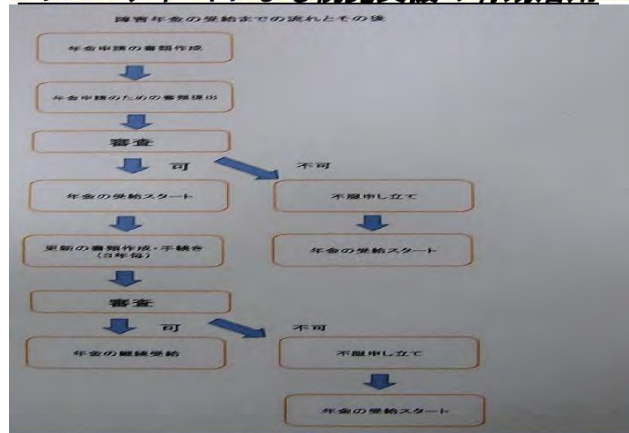 障害年金の受給までの流れとその後
年金申請の書類作成
年金申請のための書類提出
審査
可
不可
年金の受給スタート
不服申し立て
更新の書類作成・手続き
(3年毎)
年金の受給スタート
審査
可
不可
年金の継続受給
不服申し立て
年金の受給スタート